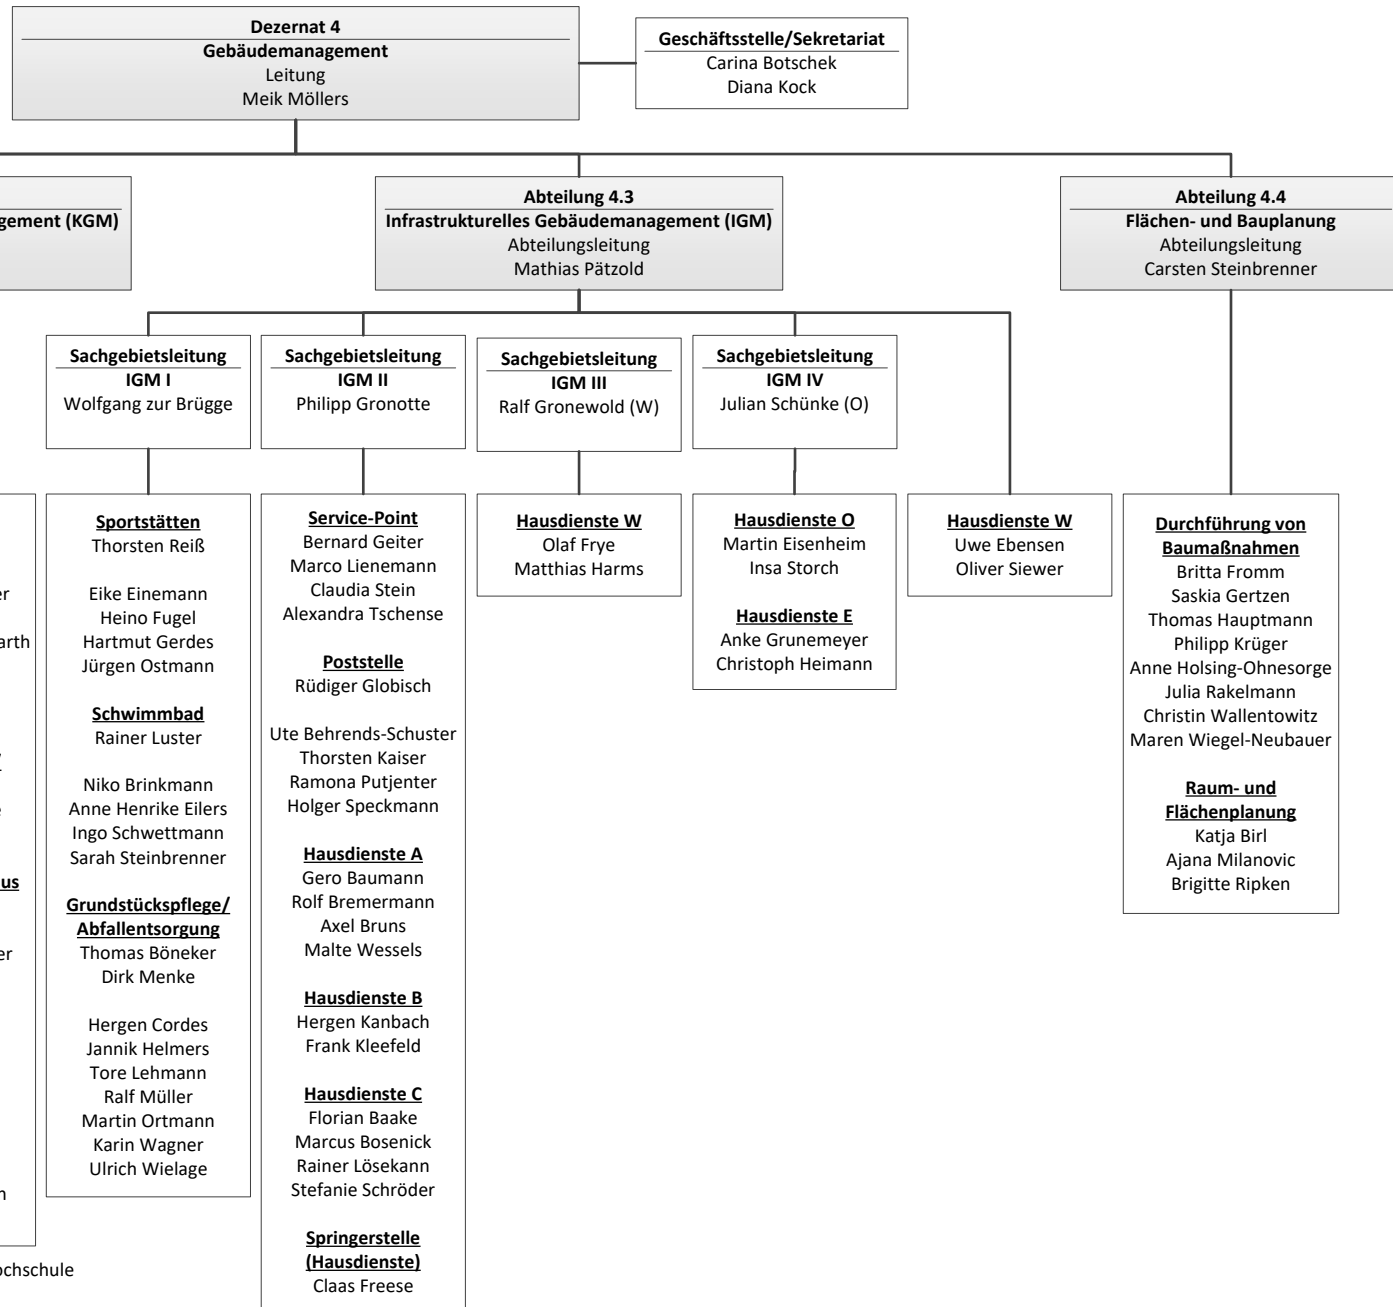 Dezernat 4
Gebäudemanagement
Leitung
Meik Möllers
Geschäftsstelle/Sekretariat
Carina Botschek
Diana Kock
gement (KGM)
Abteilung 4.3
Infrastrukturelles Gebäudemanagement (IGM)
Abteilungsleitung
Mathias Pätzold
Abteilung 4.4
Flächen- und Bauplanung
Abteilungsleitung
Carsten Steinbrenner
Sachgebietsleitung
IGM I
Wolfgang zur Brügge
Sachgebietsleitung
IGM II
Philipp Gronotte
Sachgebietsleitung
IGM III
Ralf Gronewold (W)
Sachgebietsleitung
IGM IV
Julian Schünke (O)
er
arth
e
us
er
n
ochschule
Sportstätten
Thorsten Reiß
Eike Einemann
Heino Fugel
Hartmut Gerdes
Jürgen Ostmann
Schwimmbad
Rainer Luster
Niko Brinkmann
Anne Henrike Eilers
Ingo Schwettmann
Sarah Steinbrenner
Grundstückspflege/
Abfallentsorgung
Thomas Böneker
Dirk Menke
Hergen Cordes
Jannik Helmers
Tore Lehmann
Ralf Müller
Martin Ortmann
Karin Wagner
Ulrich Wielage
Service-Point
Bernard Geiter
Marco Lienemann
Claudia Stein
Alexandra Tschense
Poststelle
Rüdiger Globisch
Ute Behrends-Schuster
Thorsten Kaiser
Ramona Putjenter
Holger Speckmann
Hausdienste A
Gero Baumann
Rolf Bremermann
Axel Bruns
Malte Wessels
Hausdienste B
Hergen Kanbach
Frank Kleefeld
Hausdienste C
Florian Baake
Marcus Bosenick
Rainer Lösekann
Stefanie Schröder
Springerstelle
(Hausdienste)
Claas Freese
Hausdienste W
Olaf Frye
Matthias Harms
Hausdienste O
Martin Eisenheim
Insa Storch
Hausdienste E
Anke Grunemeyer
Christoph Heimann
Hausdienste W
Uwe Ebensen
Oliver Siewer
Durchführung von
Baumaßnahmen
Britta Fromm
Saskia Gertzen
Thomas Hauptmann
Philipp Krüger
Anne Holsing-Ohnesorge
Julia Rakelmann
Christin Wallentowitz
Maren Wiegel-Neubauer
Raum- und
Flächenplanung
Katja Birl
Ajana Milanovic
Brigitte Ripken